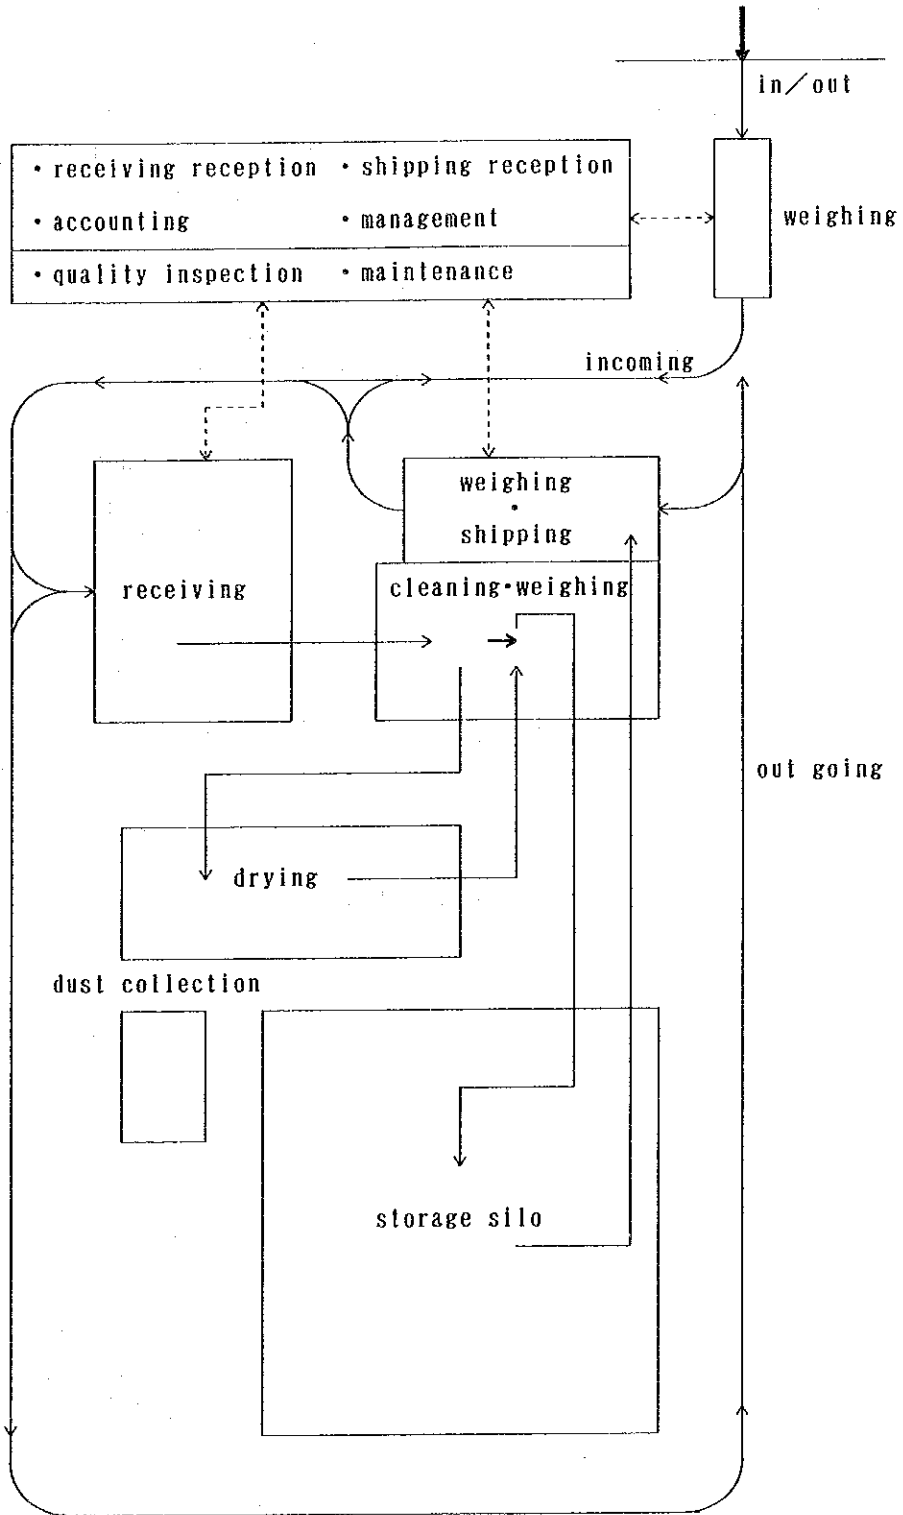 in/out
・receiving reception ・shipping reception
・accounting ・management
weighing
・quality inspection ・maintenance
incoming
weighing
・
shipping
cleaning・weighing
receiving
out going
drying
dust collection
storage silo